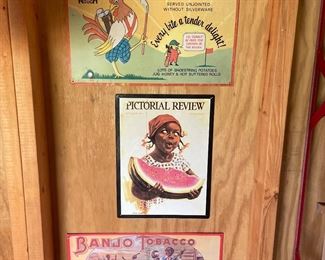 SERVED UNJOINTED
WITHOUT SILVERWARE
Every bite a tender delight!
LOTS OF SHOESTRING POTATOES
JUG HONEY & HOT BUTTERED ROLLS
PICTORIAL REVIEW
BANJO TOBACCO